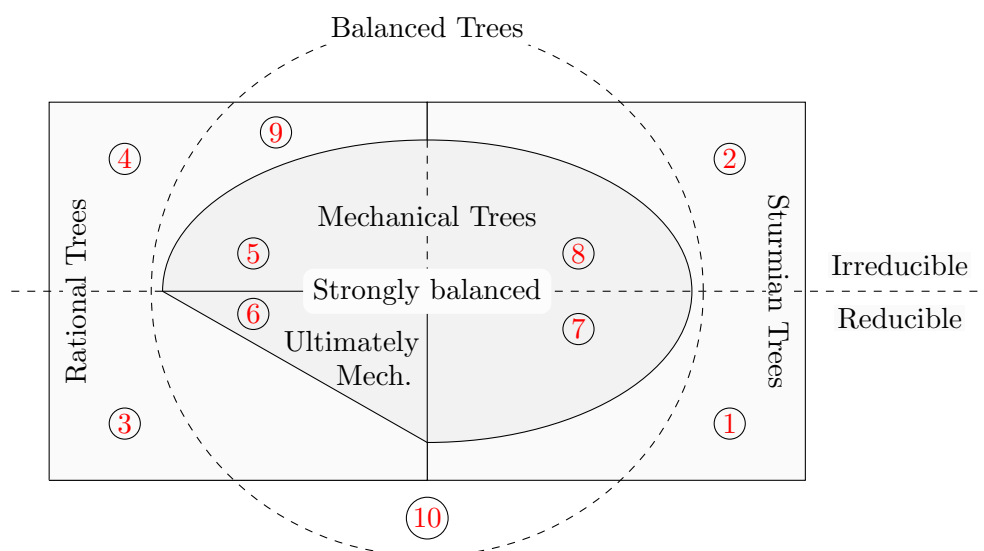 Balanced Trees
9
4
2
Rational Trees
Mechanical Trees
Sturmian Trees
5
8
Irreducible
Strongly balanced
6
7
Reducible
Ultimately
Mech.
3
1
10